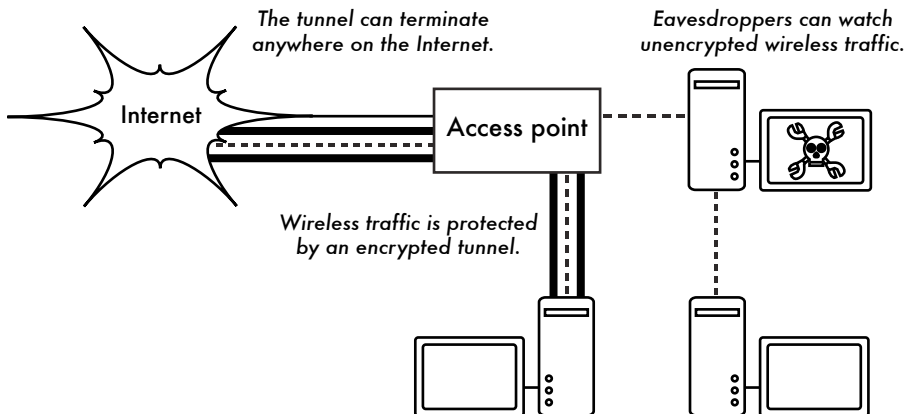 The tunnel can terminate
anywhere on the Internet.
Eavesdroppers can watch
unencrypted wireless traffic.
Internet
Access point
Wireless traffic is protected
by an encrypted tunnel.